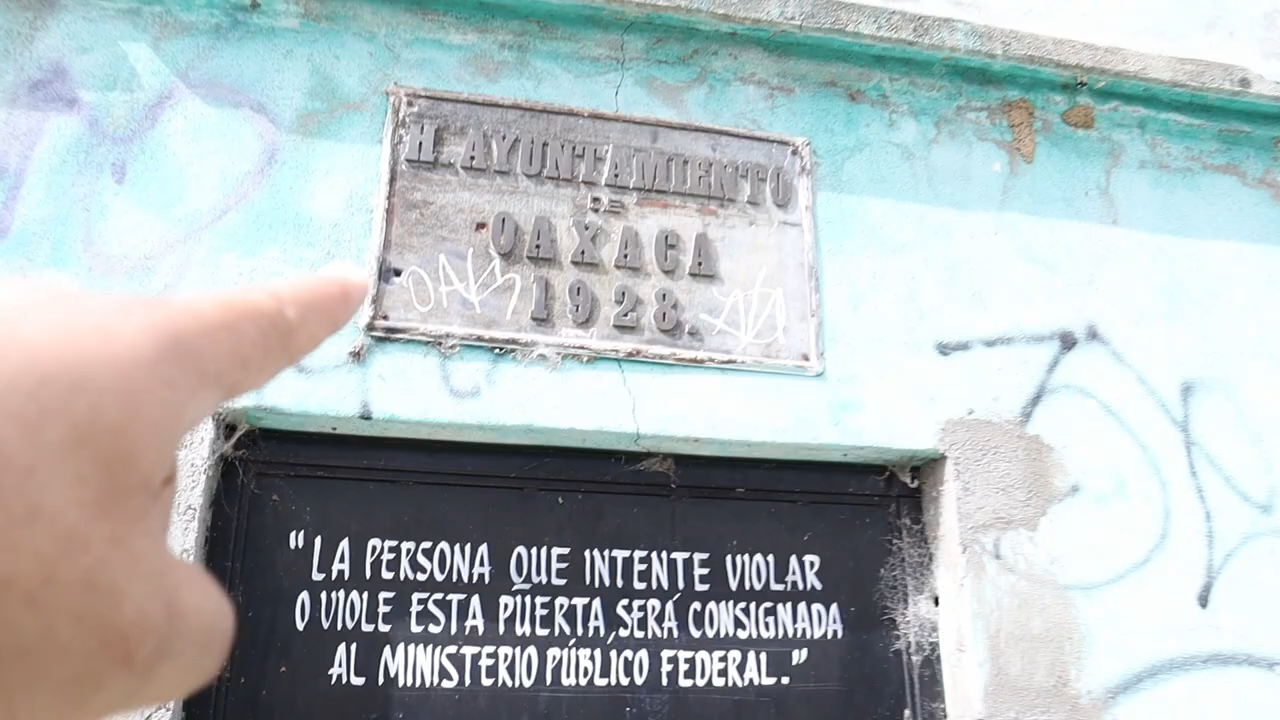 H. AYUNTAMIENTO
DE
OAXACA
1928.
"LA PERSONA QUE INTENTE VIOLAR
O VIOLE ESTA PUERTA, SERÁ CONSIGNADA
AL MINISTERIO PÚBLICO FEDERAL."